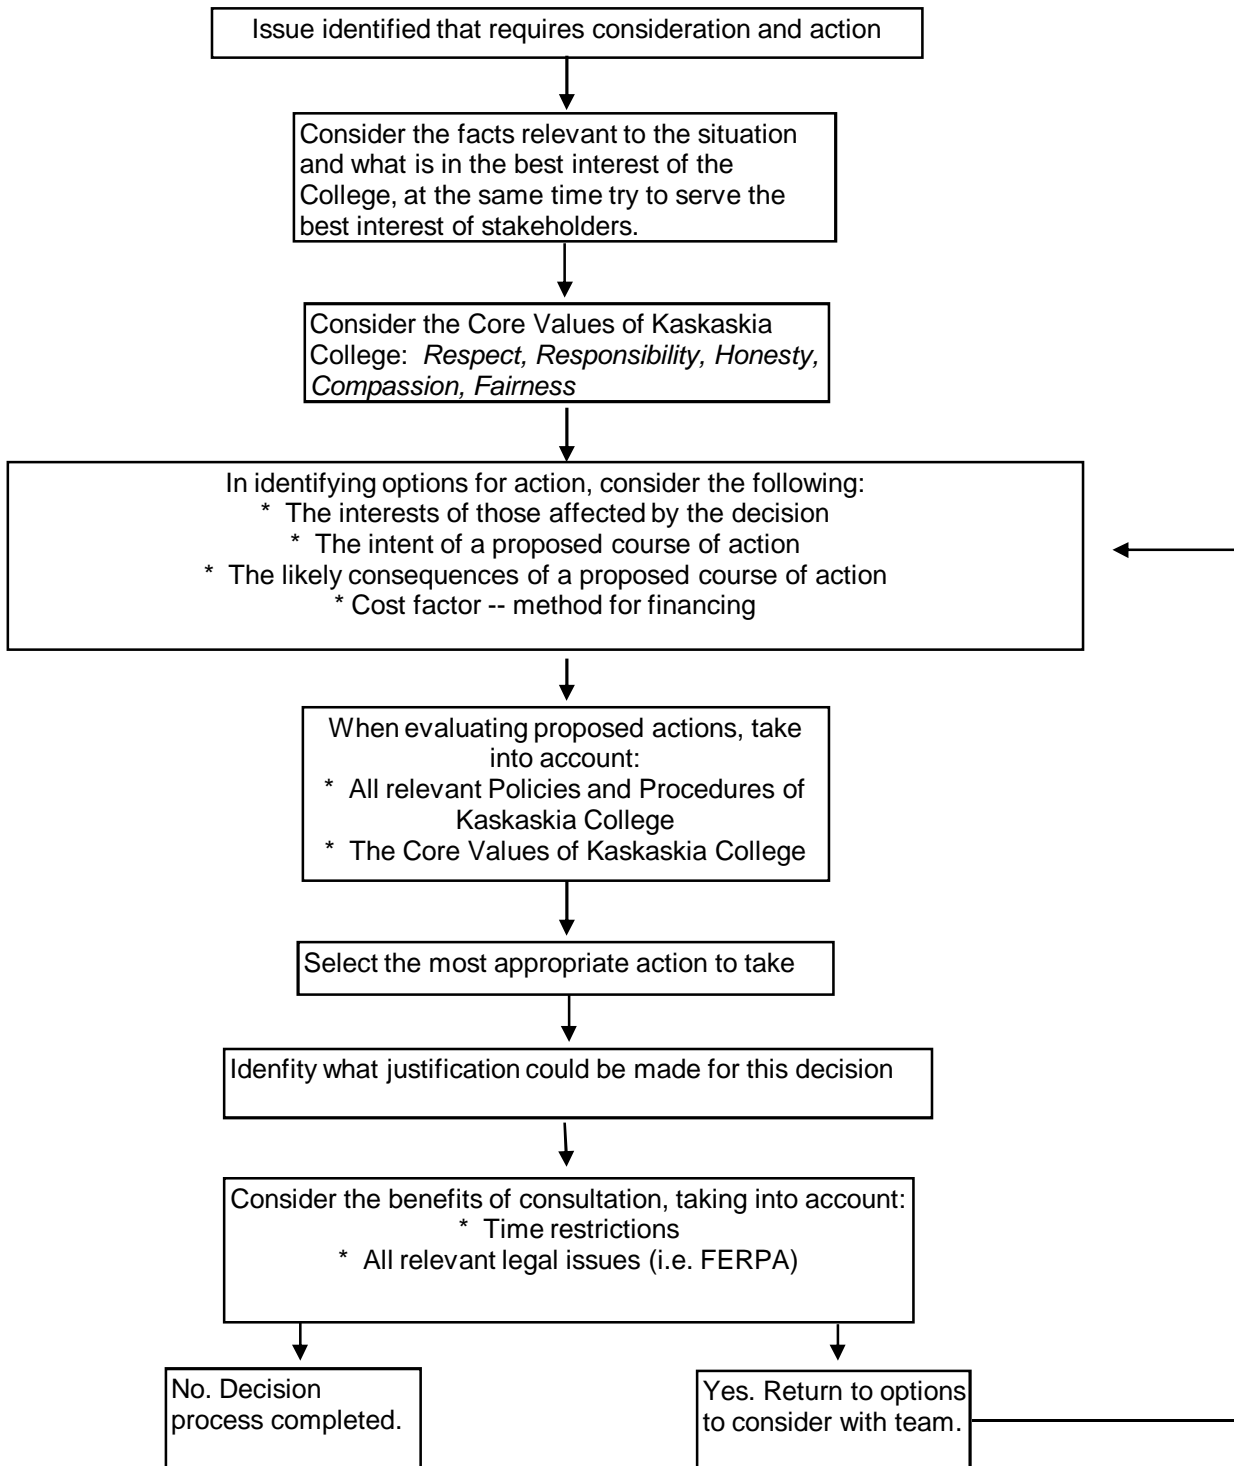 Issue identified that requires consideration and action
Consider the facts relevant to the situation
and what is in the best interest of the
College, at the same time try to serve the
best interest of stakeholders.
Consider the Core Values of Kaskaskia
College:  Respect, Responsibility, Honesty,
Compassion, Fairness
In identifying options for action, consider the following:
*  The interests of those affected by the decision
*  The intent of a proposed course of action
*  The likely consequences of a proposed course of action
* Cost factor -- method for financing
When evaluating proposed actions, take
into account:
*  All relevant Policies and Procedures of
Kaskaskia College
*  The Core Values of Kaskaskia College
Select the most appropriate action to take
Idenfity what justification could be made for this decision
Consider the benefits of consultation, taking into account:
*  Time restrictions
*  All relevant legal issues (i.e. FERPA)
No. Decision
process completed.
Yes. Return to options
to consider with team.